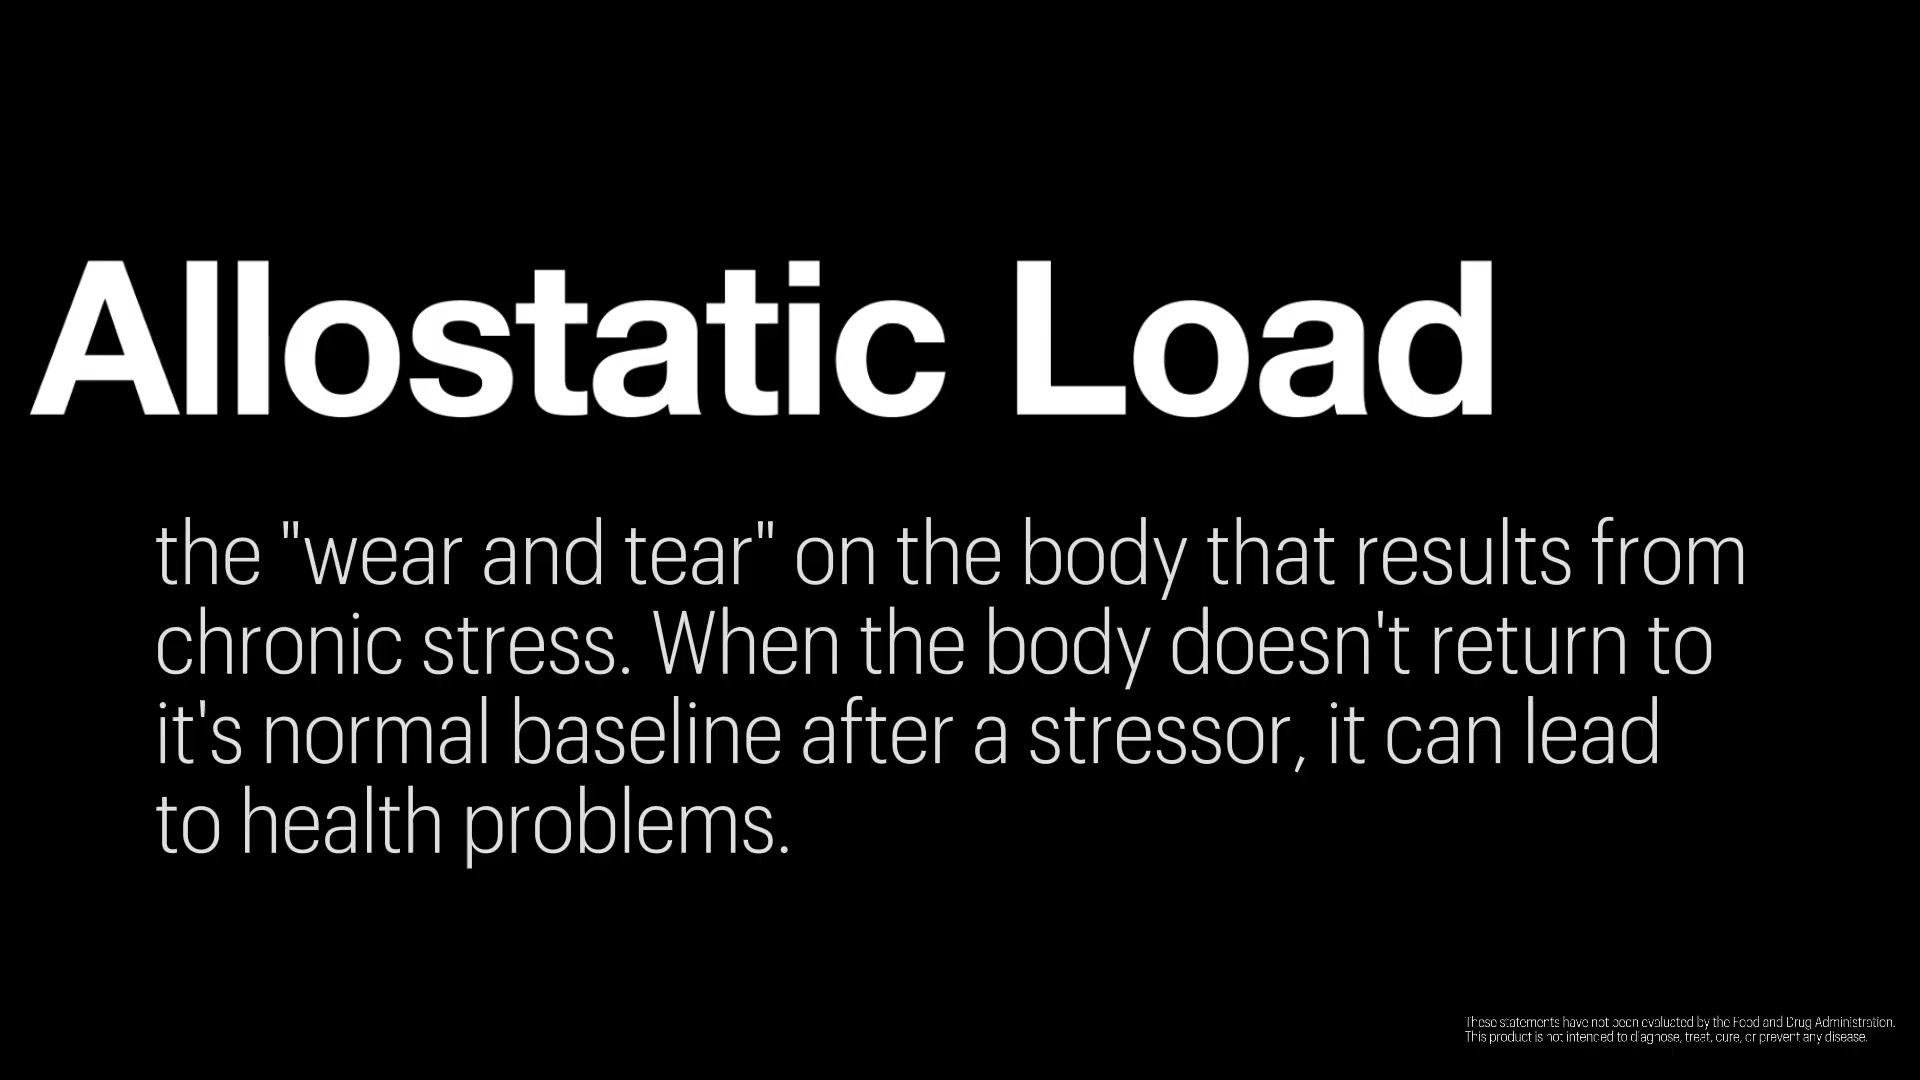 Allostatic Load
the "wear and tear" on the body that results from
chronic stress. When the body doesn't return to
it's normal baseline after a stressor, it can lead
to health problems.
These statements have not been evaluated by the Food and Drug Administration.
This product is not intended to diagnose, treat, cure, or prevent any disease.